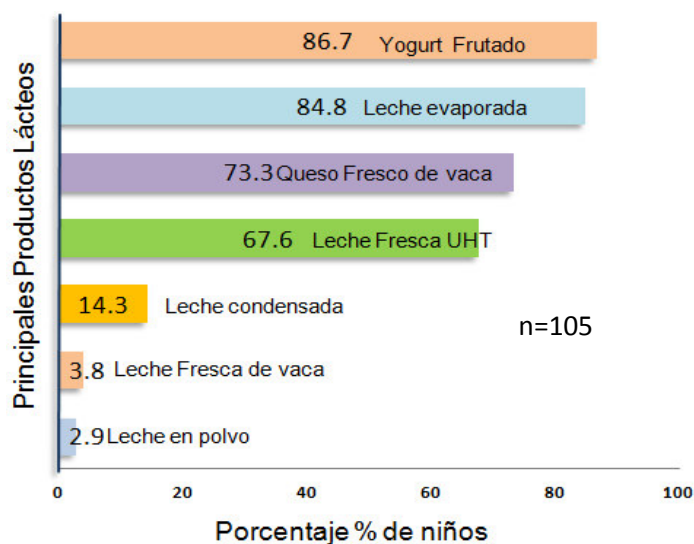 Principales Productos Lácteos
86.7 Yogurt Frutado
84.8 Leche evaporada
73.3 Queso Fresco de vaca
67.6 Leche Fresca UHT
14.3 Leche condensada
n=105
3.8 Leche Fresca de vaca
2.9 Leche en polvo
0 20 40 60 80 100
Porcentaje % de niños